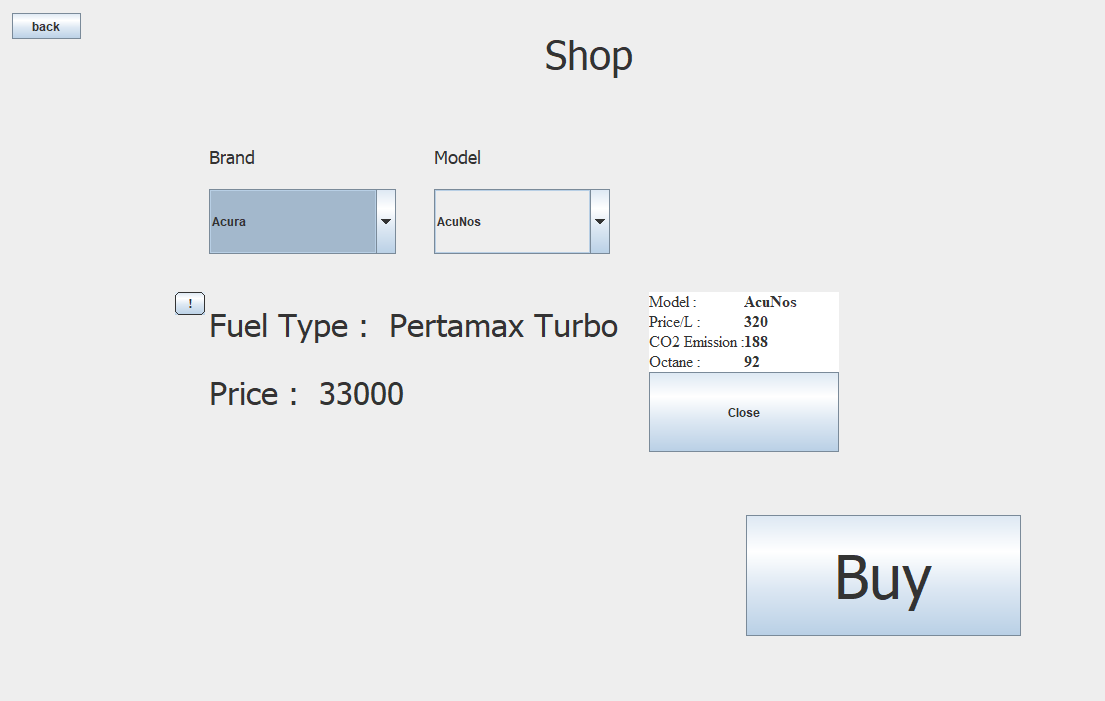 back
Shop
Brand
Model
Acura
AcuNos
!
Fuel Type : Pertamax Turbo
Price : 33000
Model : AcuNos
Price/L : 320
CO2 Emission :188
Octane : 92
Close
Buy